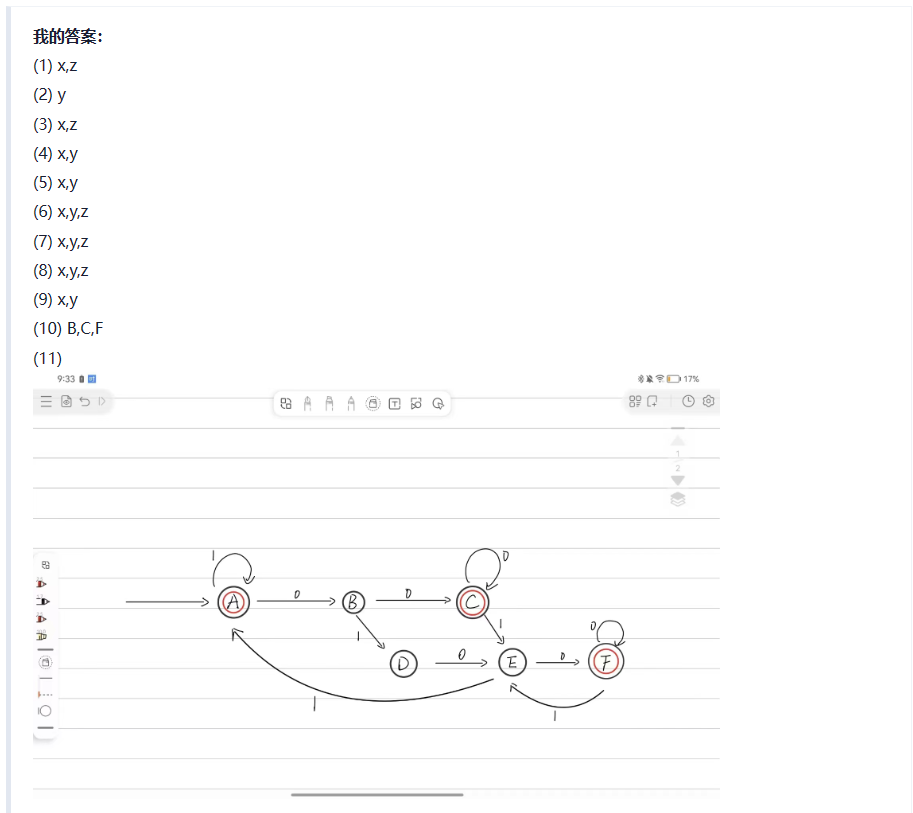 我的答案:
(1) x,z
(2) y
(3) x,z
(4) x,y
(5) x,y
(6) x,y,z
(7) x,y,z
(8) x,y,z
(9) x,y
(10) B,C,F
(11)
9:33 17%
1
2
1 0
A 0 B 0 C
1 1 0
D 0 E 0 F
1 1